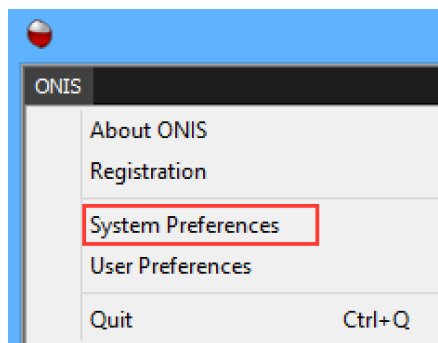 ONIS
About ONIS
Registration
System Preferences
User Preferences
Quit Ctrl+Q